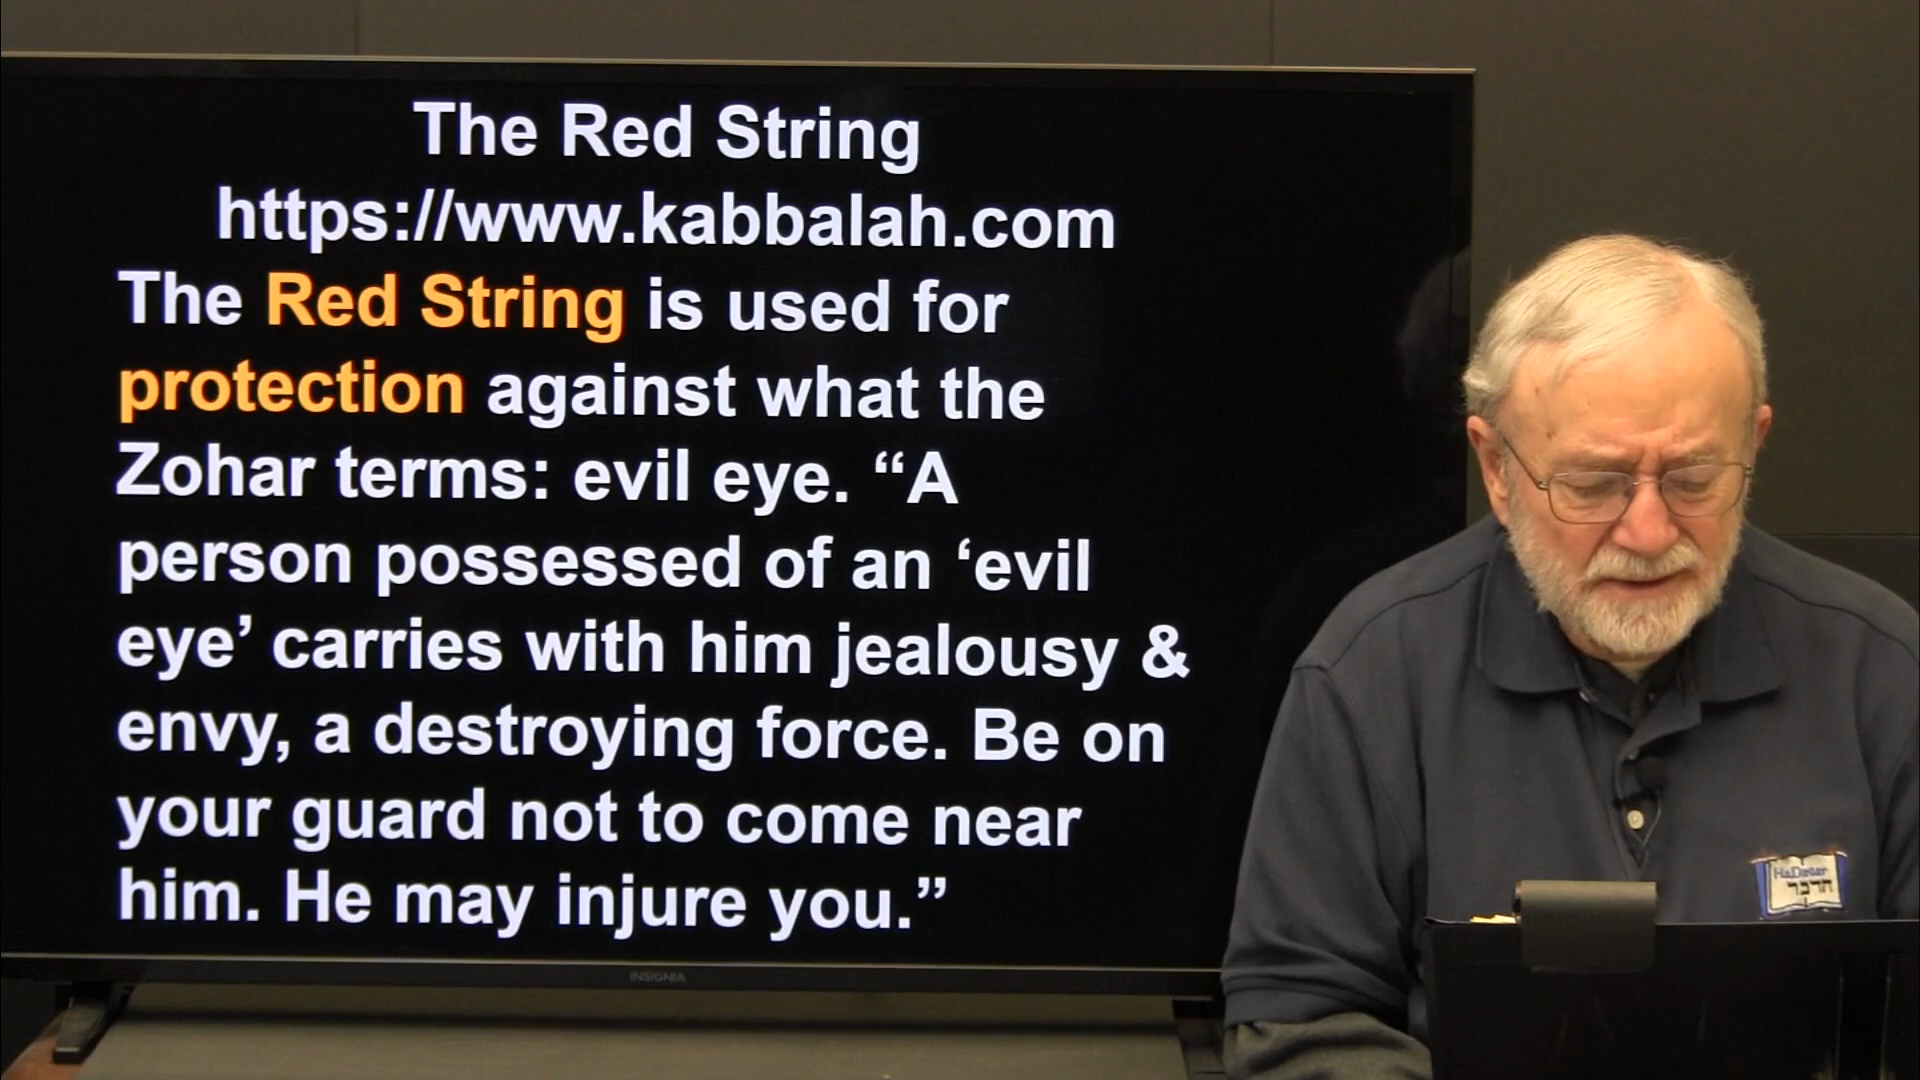 The Red String
https://www.kabbalah.com
The Red String is used for
protection against what the
Zohar terms: evil eye. “A
person possessed of an ‘evil
eye’ carries with him jealousy &
envy, a destroying force. Be on
your guard not to come near
him. He may injure you.”
INSIGNIA
HaDavar
הדבר